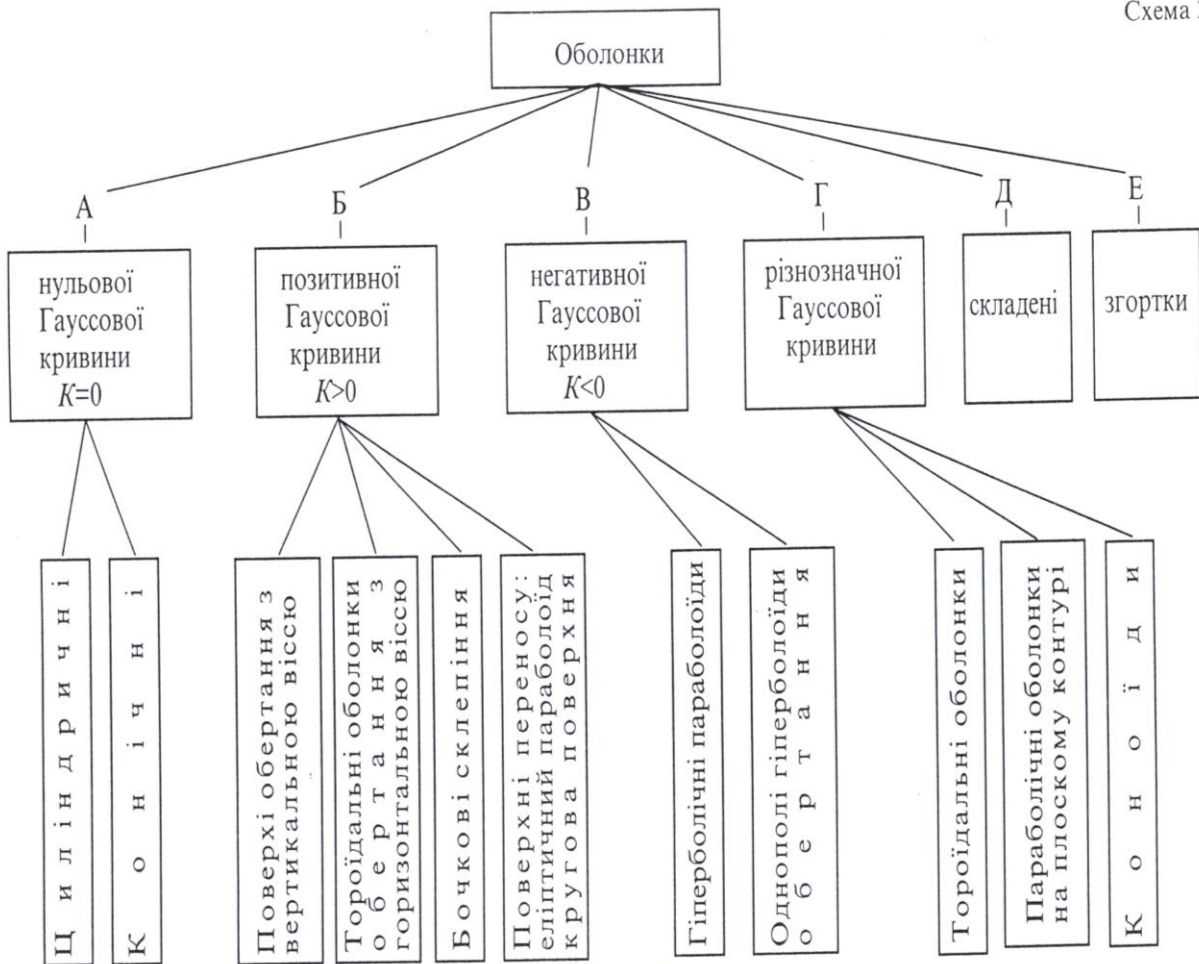 Схема
Оболонки
А
Б
В
Г
Д
Е
нульової
Гауссової
кривини
К=0
позитивної
Гауссової
кривини
К>0
негативної
Гауссової
кривини
К<0
різнозначної
Гауссової
кривини
складені
згортки
Циліндричні
Конічні
Поверхі обертання з
вертикальною віссю
Тороїдальні оболонки
обертання з
горизонтальною віссю
Бочкові склепіння
Поверхні переносу:
еліптичний параболоїд
кругова поверхня
Гіперболічні параболоїди
Однополі гіперболоїди
обертання
Тороїдальні оболонки
Параболічні оболонки
на плоскому контурі
Коноїди